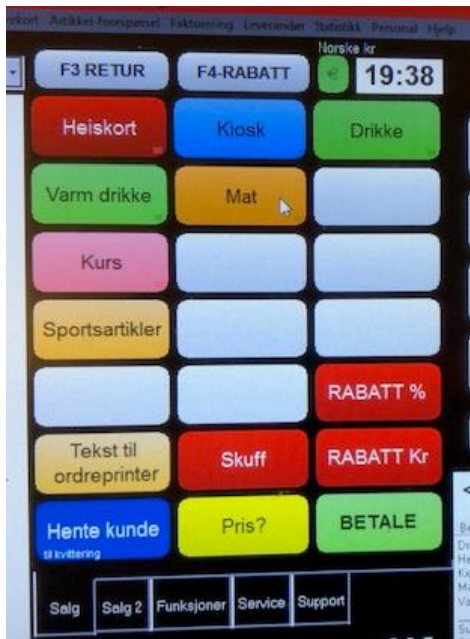 Artikkel-forespørsel Fakturering Leverandør Statistikk Personal Hjelp
Norske kr
F3 RETUR F4-RABATT € 19:38
Heiskort Kiosk Drikke
Varm drikke Mat
Kurs
Sportsartikler
RABATT %
Tekst til
ordreprinter
Skuff RABATT Kr
Hente kunde
til kvittering
Pris? BETALE
Salg Salg 2 Funksjoner Service Support